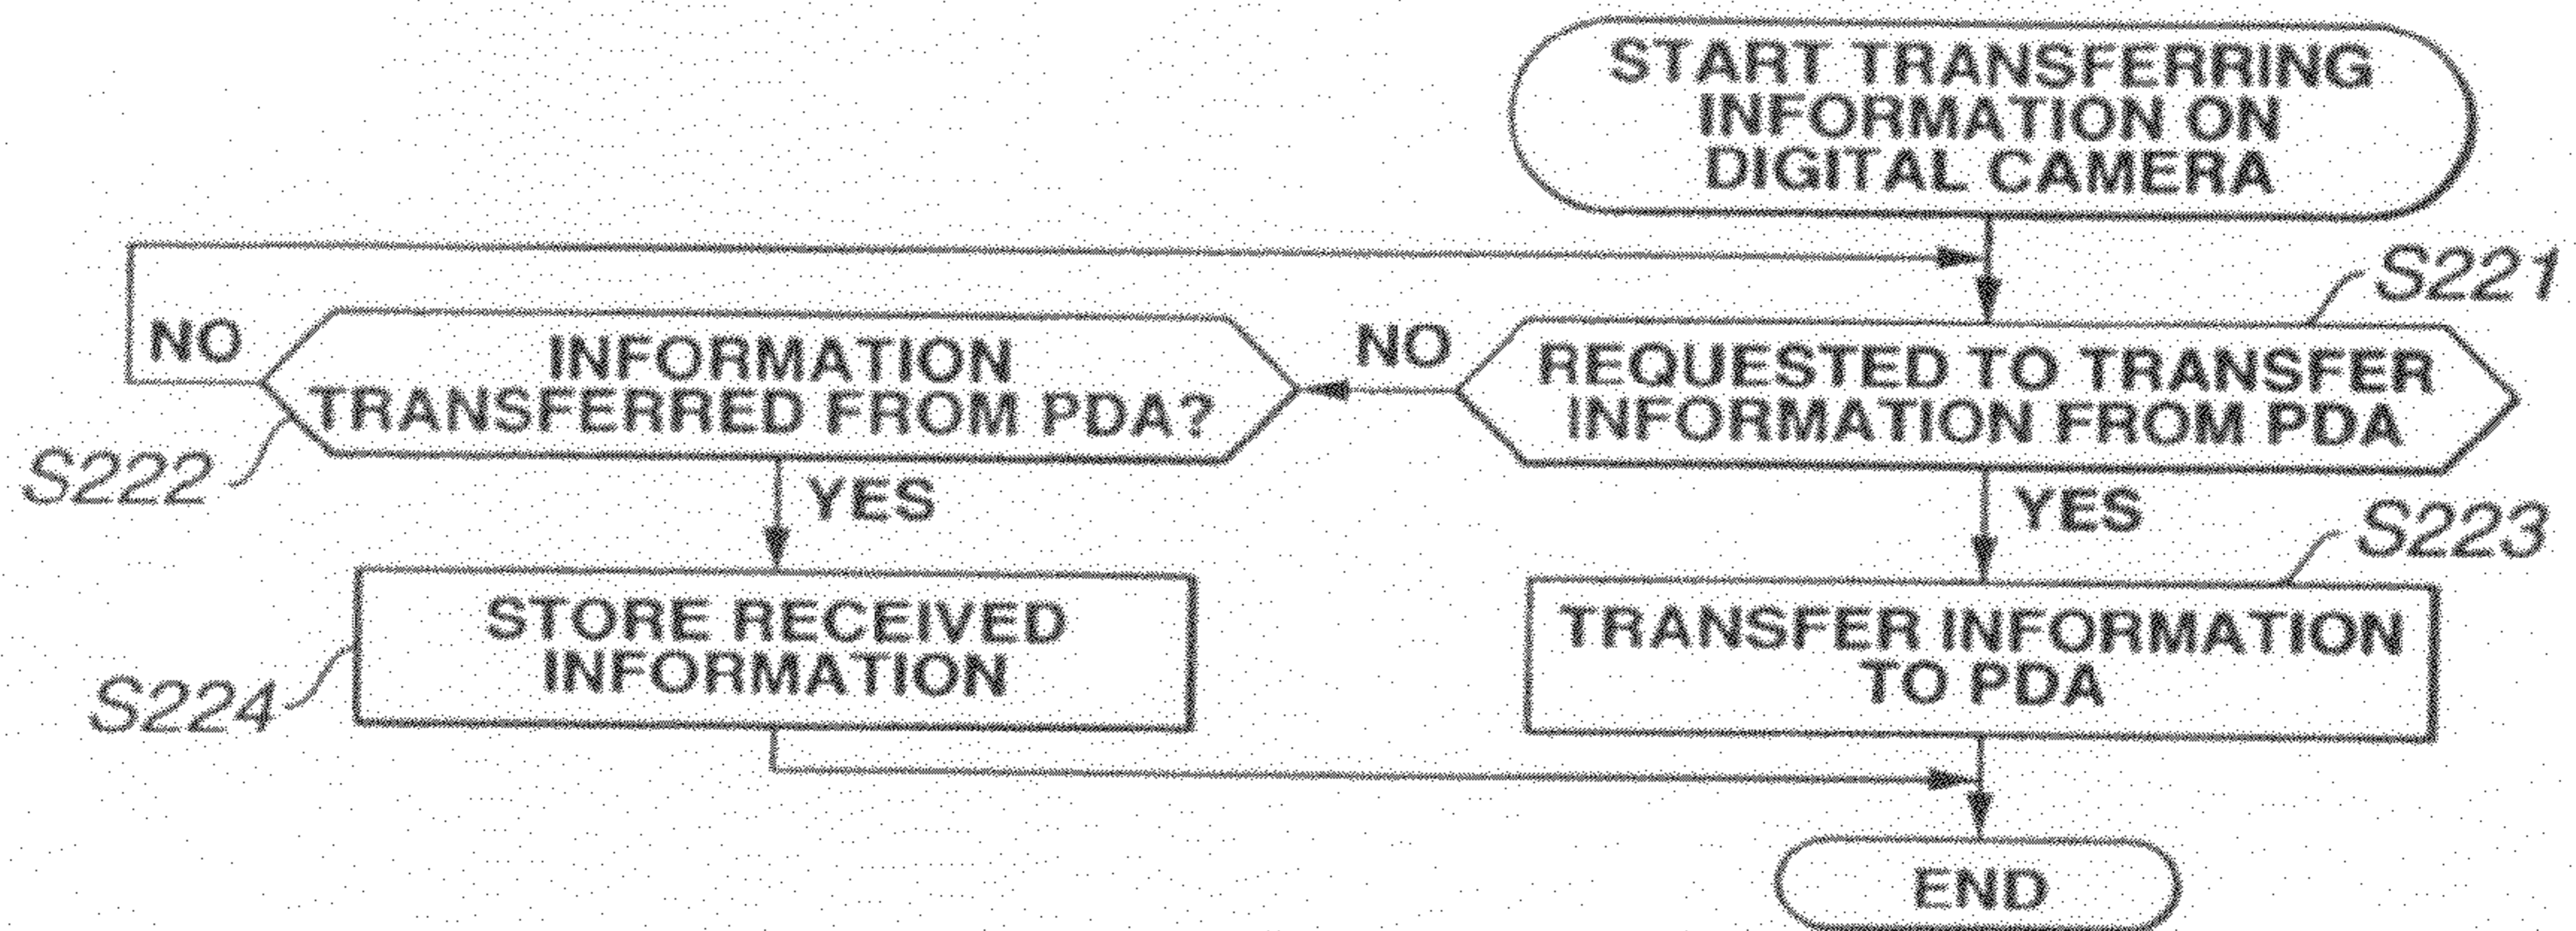 START TRANSFERRING
INFORMATION ON
DIGITAL CAMERA
S221
REQUESTED TO TRANSFER
INFORMATION FROM PDA
NO
INFORMATION
TRANSFERRED FROM PDA?
NO
S222
YES
YES
S223
STORE RECEIVED
INFORMATION
S224
TRANSFER INFORMATION
TO PDA
END